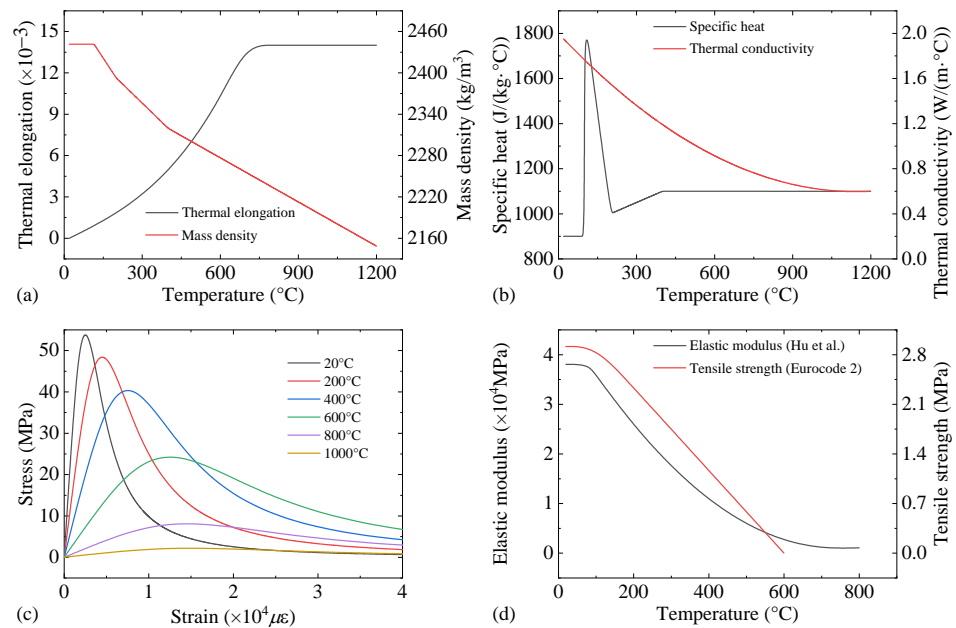 15
12
9
6
3
0
Thermal elongation (×10⁻³)
2440
2370
2300
2230
2160
Mass density (kg/m³)
Thermal elongation
Mass density
0 300 600 900 1200
(a) Temperature (°C)
1800
1600
1400
1200
1000
800
Specific heat (J/(kg·°C))
2.0
1.6
1.2
0.8
0.4
0.0
Thermal conductivity (W/(m·°C))
Specific heat
Thermal conductivity
0 300 600 900 1200
(b) Temperature (°C)
50
40
30
20
10
0
Stress (MPa)
20°C
200°C
400°C
600°C
800°C
1000°C
0 1 2 3 4
(c) Strain (×10⁴ με)
4
3
2
1
0
Elastic modulus (×10⁴MPa)
2.8
2.1
1.4
0.7
0.0
Tensile strength (MPa)
Elastic modulus (Hu et al.)
Tensile strength (Eurocode 2)
0 200 400 600 800
(d) Temperature (°C)